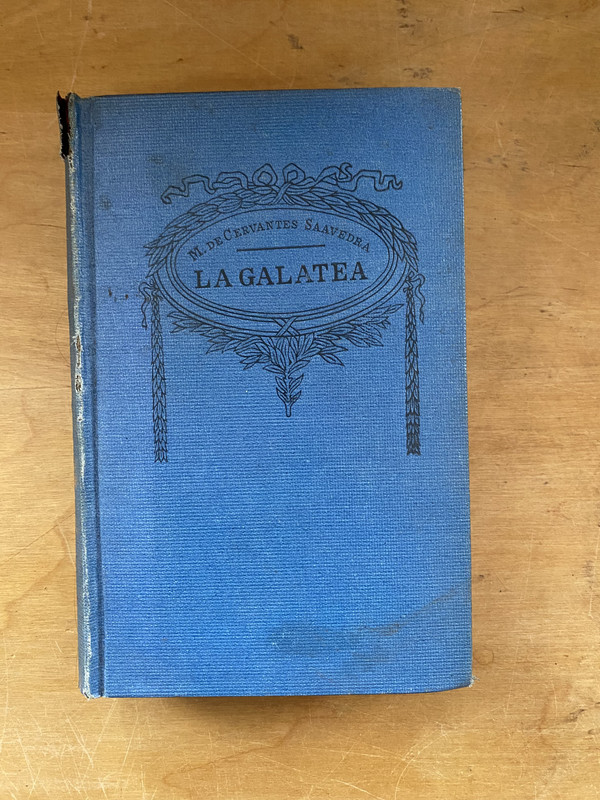 M. DE CERVANTES SAAVEDRA
LA GALATEA